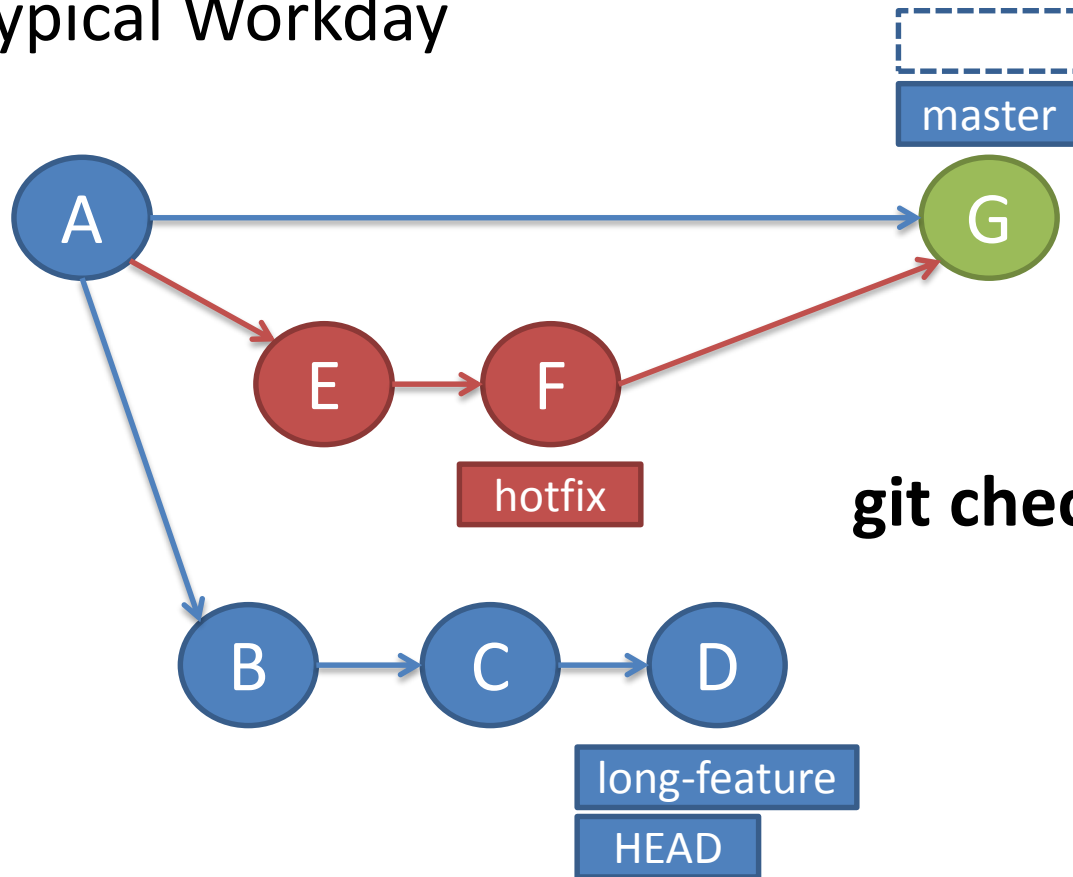 ypical Workday
master
A
G
E
F
hotfix
git chec
B
C
D
long-feature
HEAD